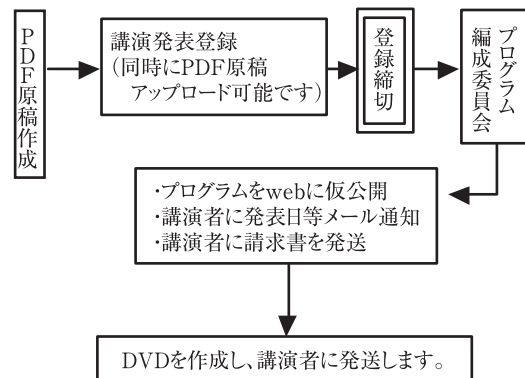 PDF原稿作成
講演発表登録
(同時にPDF原稿
アップロード可能です)
登録締切
プログラム
編成委員会
・プログラムをwebに仮公開
・講演者に発表日等メール通知
・講演者に請求書を発送
DVDを作成し、講演者に発送します。